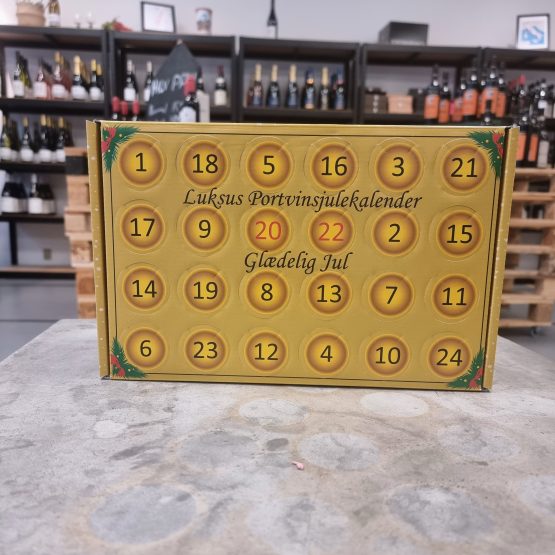 1 18 5 16 3 21
Luksus Portvinsjulekalender
17 9 20 22 2 15
Glædelig Jul
14 19 8 13 7 11
6 23 12 4 10 24